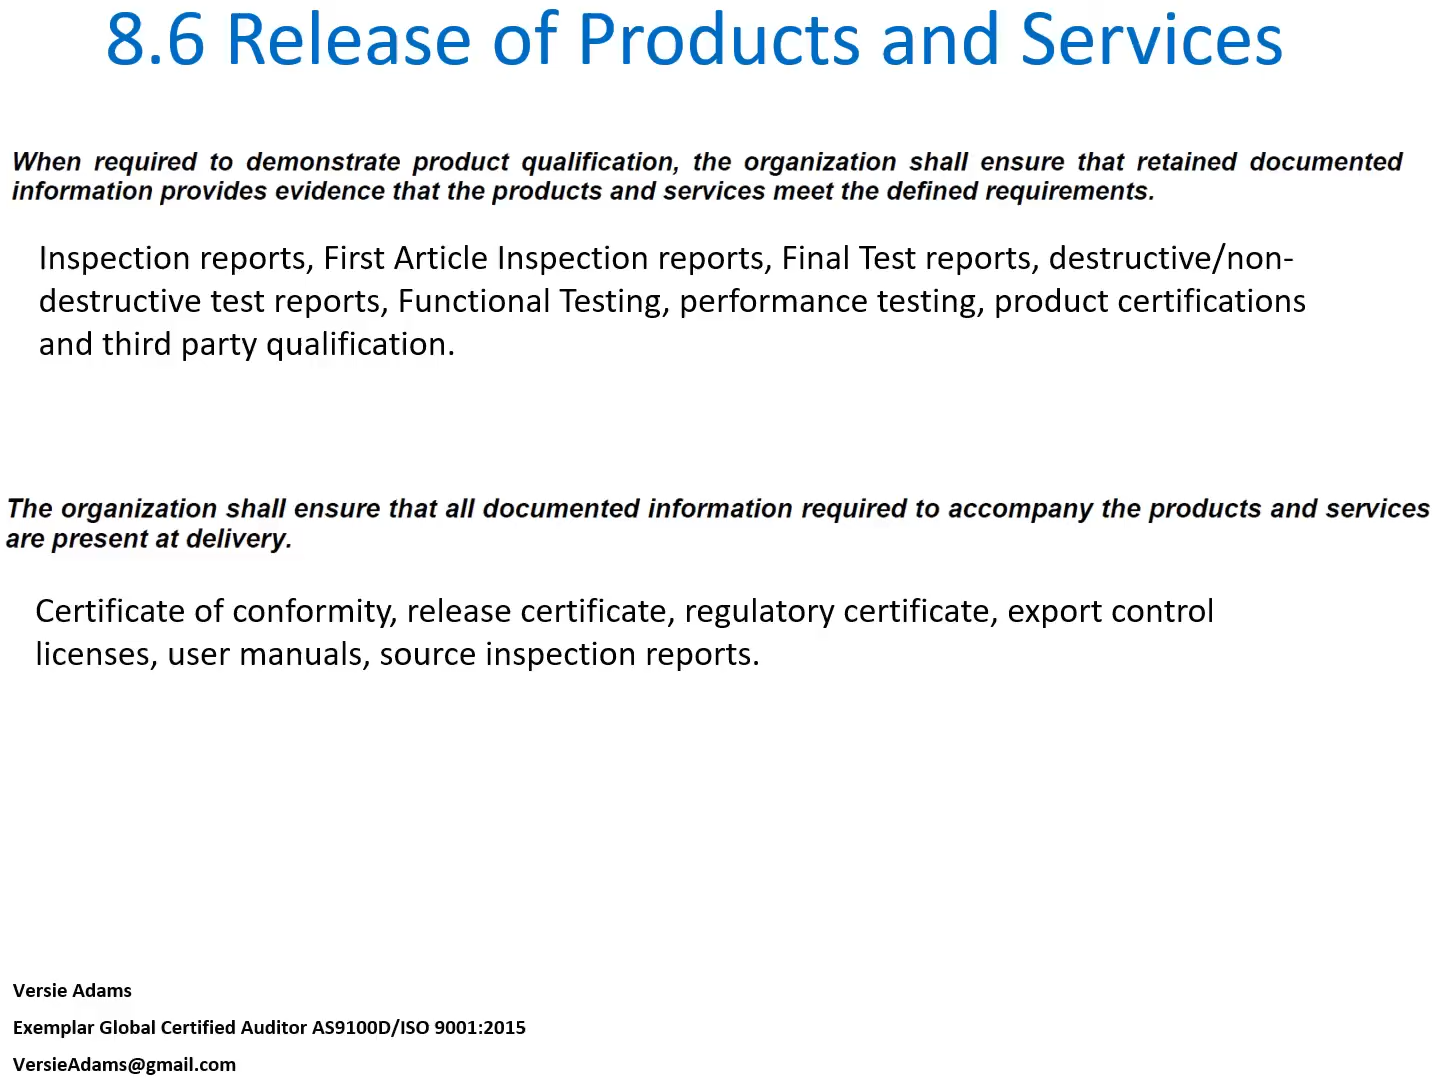 8.6 Release of Products and Services
When required to demonstrate product qualification, the organization shall ensure that retained documented
information provides evidence that the products and services meet the defined requirements.
Inspection reports, First Article Inspection reports, Final Test reports, destructive/non-
destructive test reports, Functional Testing, performance testing, product certifications
and third party qualification.
The organization shall ensure that all documented information required to accompany the products and services
are present at delivery.
Certificate of conformity, release certificate, regulatory certificate, export control
licenses, user manuals, source inspection reports.
Versie Adams
Exemplar Global Certified Auditor AS9100D/ISO 9001:2015
VersieAdams@gmail.com